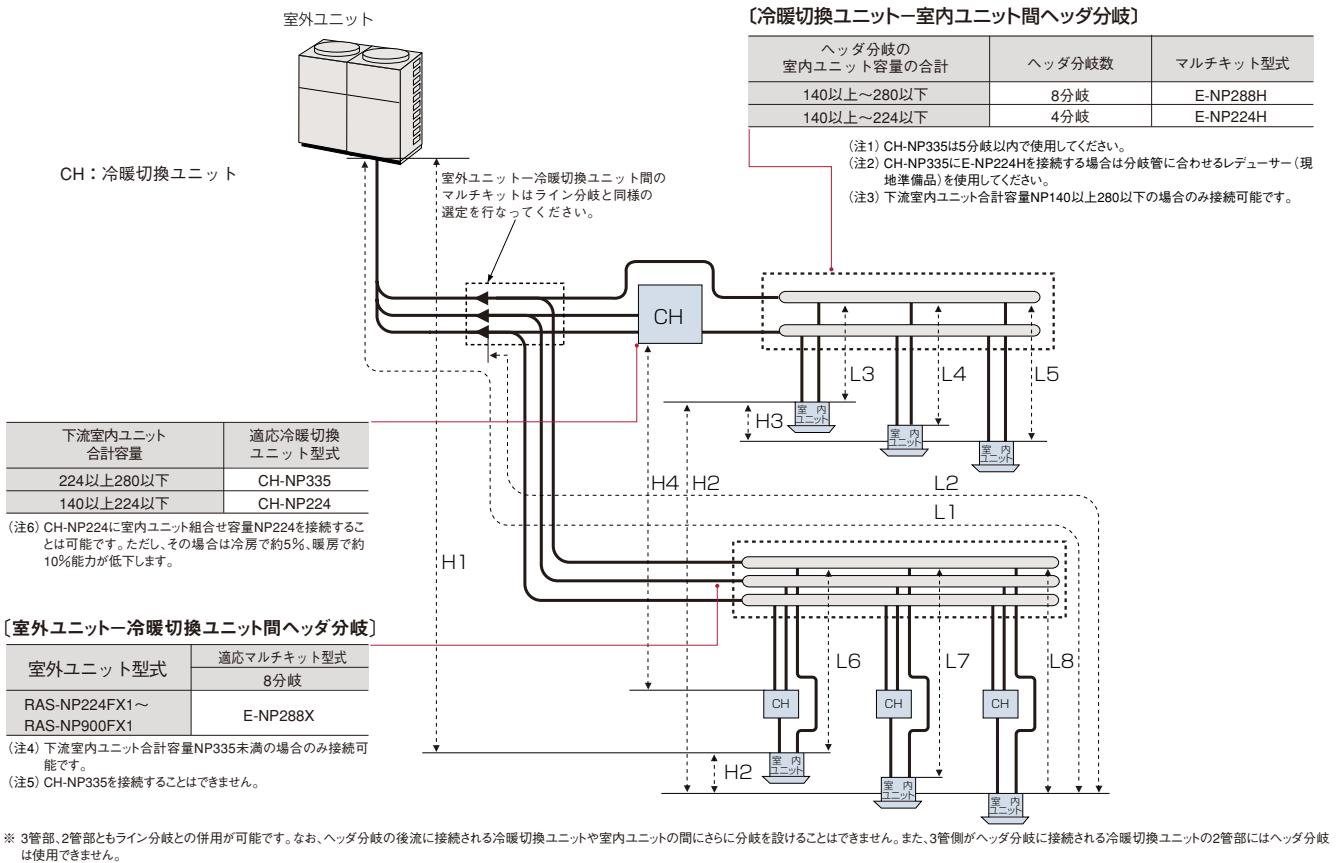 室外ユニット
CH：冷暖切換ユニット
室外ユニットー冷暖切換ユニット間の
マルチキットはライン分岐と同様の
選定を行なってください。
〔冷暖切換ユニットー室内ユニット間ヘッダ分岐〕
ヘッダ分岐の
室内ユニット容量の合計
ヘッダ分岐数
マルチキット型式
140以上～280以下
8分岐
E-NP288H
140以上～224以下
4分岐
E-NP224H
（注1）CH-NP335は5分岐以内で使用してください。
（注2）CH-NP335にE-NP224Hを接続する場合は分岐管に合わせるレデューサー（現
地準備品）を使用してください。
（注3）下流室内ユニット合計容量NP140以上280以下の場合のみ接続可能です。
CH
L3
L4
L5
室 内
ユニット
室 内
ユニット
室 内
ユニット
H3
H4
H2
L2
L1
H1
下流室内ユニット
合計容量
適応冷暖切換
ユニット型式
224以上280以下
CH-NP335
140以上224以下
CH-NP224
（注6）CH-NP224に室内ユニット組合せ容量NP224を接続するこ
とは可能です。ただし、その場合は冷房で約5%、暖房で約
10%能力が低下します。
〔室外ユニットー冷暖切換ユニット間ヘッダ分岐〕
室外ユニット型式
適応マルチキット型式
8分岐
RAS-NP224FX1～
RAS-NP900FX1
E-NP288X
（注4）下流室内ユニット合計容量NP335未満の場合のみ接続可
能です。
（注5）CH-NP335を接続することはできません。
L6
L7
L8
CH
CH
CH
室 内
ユニット
室 内
ユニット
室 内
ユニット
H2
※ 3管部、2管部ともライン分岐との併用が可能です。なお、ヘッダ分岐の後流に接続される冷暖切換ユニットや室内ユニットの間にさらに分岐を設けることはできません。また、3管側がヘッダ分岐に接続される冷暖切換ユニットの2管部にはヘッダ分岐
は使用できません。